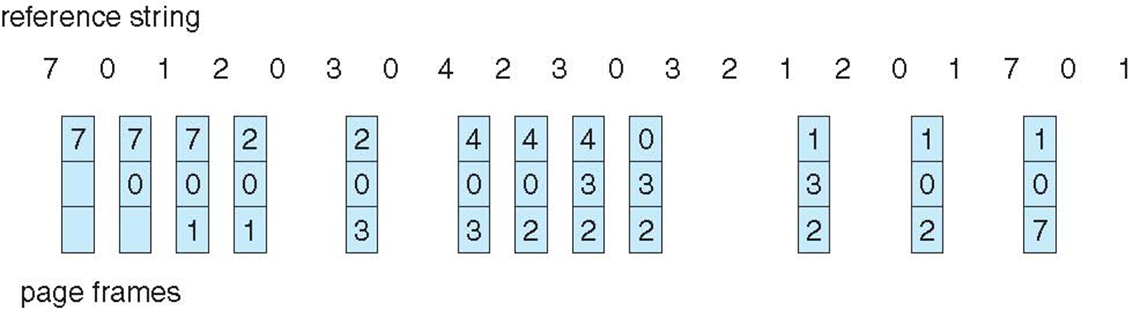 reference string
7 0 1 2 0 3 0 4 2 3 0 3 2 1 2 0 1 7 0 1
7 7 7 2 2 4 4 4 0 1 1 1
0 0 0 0 0 0 3 3 3 0 0
1 1 3 3 2 2 2 2 2 7
page frames